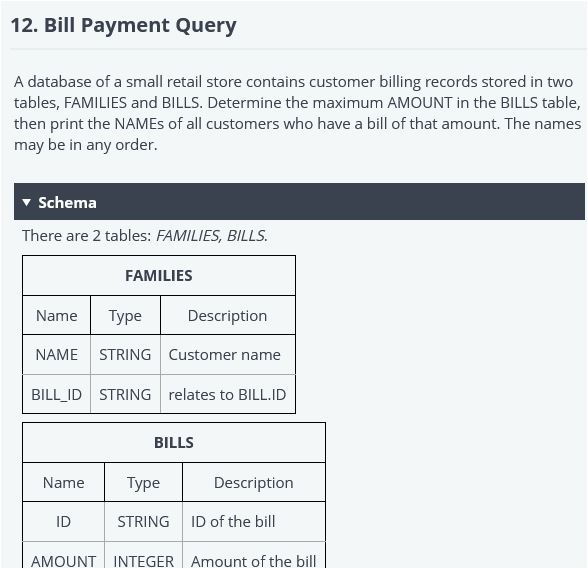 12. Bill Payment Query
A database of a small retail store contains customer billing records stored in two
tables, FAMILIES and BILLS. Determine the maximum AMOUNT in the BILLS table,
then print the NAMEs of all customers who have a bill of that amount. The names
may be in any order.
▼ Schema
There are 2 tables: FAMILIES, BILLS.
FAMILIES
Name Type Description
NAME STRING Customer name
BILL_ID STRING relates to BILL.ID
BILLS
Name Type Description
ID STRING ID of the bill
AMOUNT INTEGER Amount of the bill